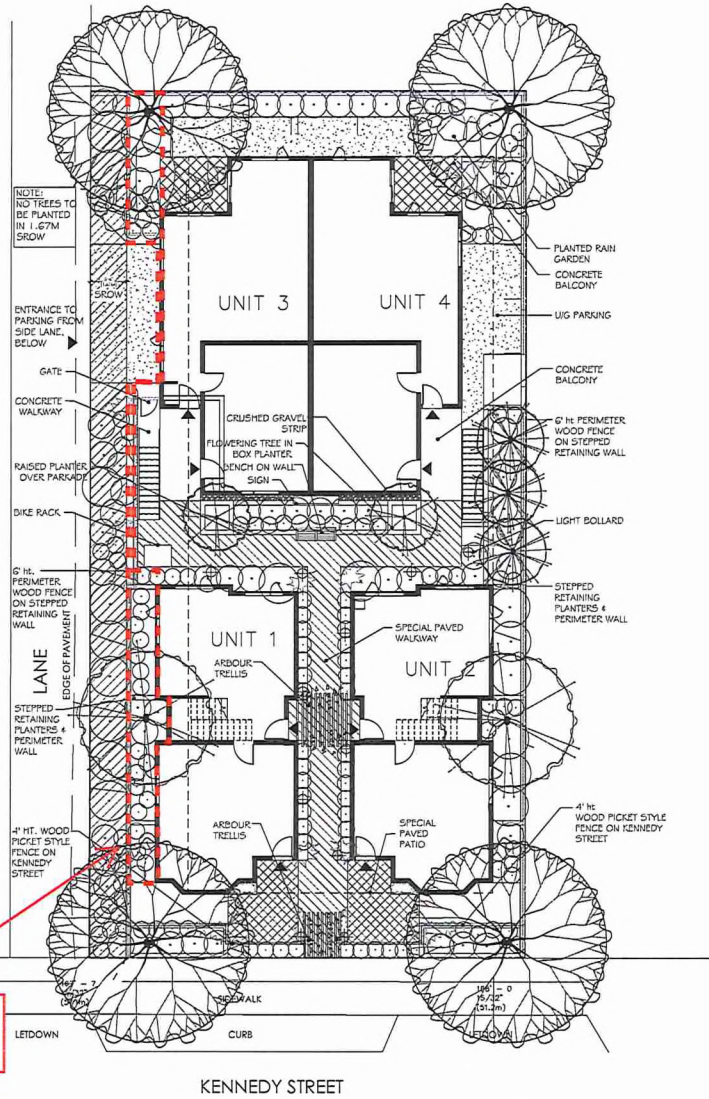 NOTE:
NO TREES TO
BE PLANTED
IN 1.67M
SROW
SROW
ENTRANCE TO
PARKING FROM
SIDE LANE,
BELOW
GATE
CONCRETE
WALKWAY
RAISED PLANTER
OVER PARKADE
BIKE RACK
6' ht.
PERIMETER
WOOD FENCE
ON STEPPED
RETAINING
WALL
LANE
EDGE OF PAVEMENT
STEPPED
RETAINING
PLANTERS &
PERIMETER
WALL
4' HT. WOOD
PICKET STYLE
FENCE ON
KENNEDY
STREET
UNIT 3
UNIT 4
CRUSHED GRAVEL
STRIP
FLOWERING TREE IN
BOX PLANTER
BENCH ON WALL
SIGN
UNIT 1
ARBOUR
TRELLIS
SPECIAL PAVED
WALKWAY
UNIT 2
ARBOUR
TRELLIS
SPECIAL
PAVED
PATIO
PLANTED RAIN
GARDEN
CONCRETE
BALCONY
U/G PARKING
CONCRETE
BALCONY
6' ht PERIMETER
WOOD FENCE
ON STEPPED
RETAINING WALL
LIGHT BOLLARD
STEPPED
RETAINING
PLANTERS &
PERIMETER WALL
4' ht
WOOD PICKET STYLE
FENCE ON KENNEDY
STREET
15/32"
[51.2m]
SIDEWALK
LETDOWN
CURB
LETDOWN
KENNEDY STREET